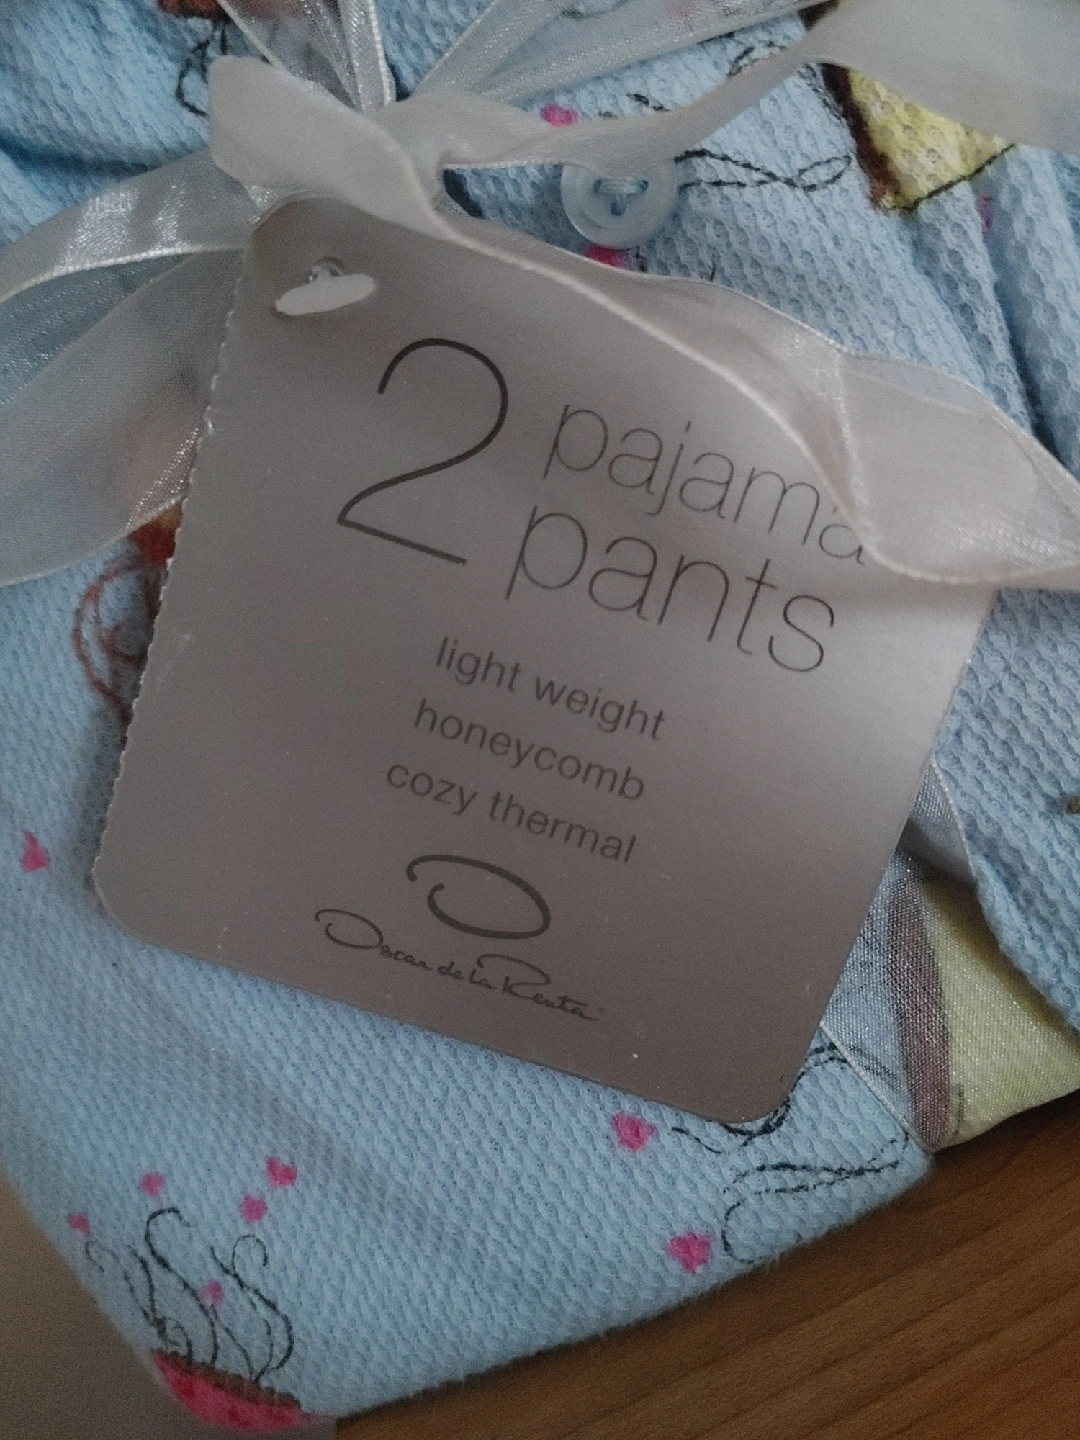 2 pajama
pants
light weight
honeycomb
cozy thermal
Oscar de la Renta